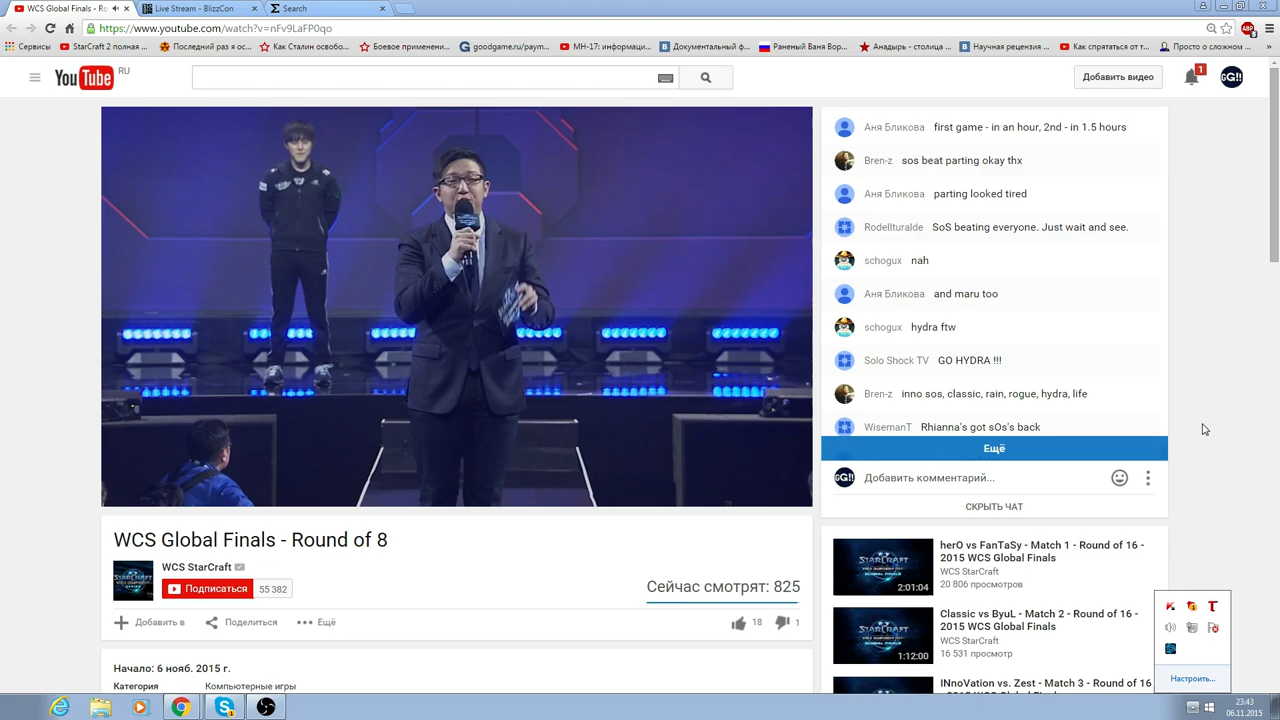 WCS Global Finals - Ro
Live Stream - BlizzCon
Search
https://www.youtube.com/watch?v=nFv9LaFP0qo
ABP
Сервисы
StarCraft 2 полная ...
Последний раз я ос...
Как Сталин освобо...
Боевое применени...
goodgame.ru/paym...
МН-17: информаци...
Документальный ф...
Раненый Ваня Вор...
Анадырь - столица ...
Научная рецензия ...
Как спрятаться от т...
Просто о сложном ...
YouTube RU
Добавить видео
1
GG!!
Аня Бликова first game - in an hour, 2nd - in 1.5 hours
Bren-z sos beat parting okay thx
Аня Бликова parting looked tired
RodelIturalde SoS beating everyone. Just wait and see.
schogux nah
Аня Бликова and maru too
schogux hydra ftw
Solo Shock TV GO HYDRA !!!
Bren-z inno sos, classic, rain, rogue, hydra, life
WisemanT Rhianna's got sOs's back
Ещё
GG!!
Добавить комментарий...
СКРЫТЬ ЧАТ
WCS Global Finals - Round of 8
STARCRAFT
WCS StarCraft
Подписаться 55 382
Сейчас смотрят: 825
Добавить в
Поделиться
Ещё
18
1
Начало: 6 нояб. 2015 г.
Категория
Компьютерные игры
STARCRAFT
2:01:04
herO vs FanTaSy - Match 1 - Round of 16 -
2015 WCS Global Finals
WCS StarCraft
20 806 просмотров
STARCRAFT
1:12:00
Classic vs ByuL - Match 2 - Round of 16 -
2015 WCS Global Finals
WCS StarCraft
16 531 просмотр
INnoVation vs. Zest - Match 3 - Round of 16
Настроить...
23:43
06.11.2015